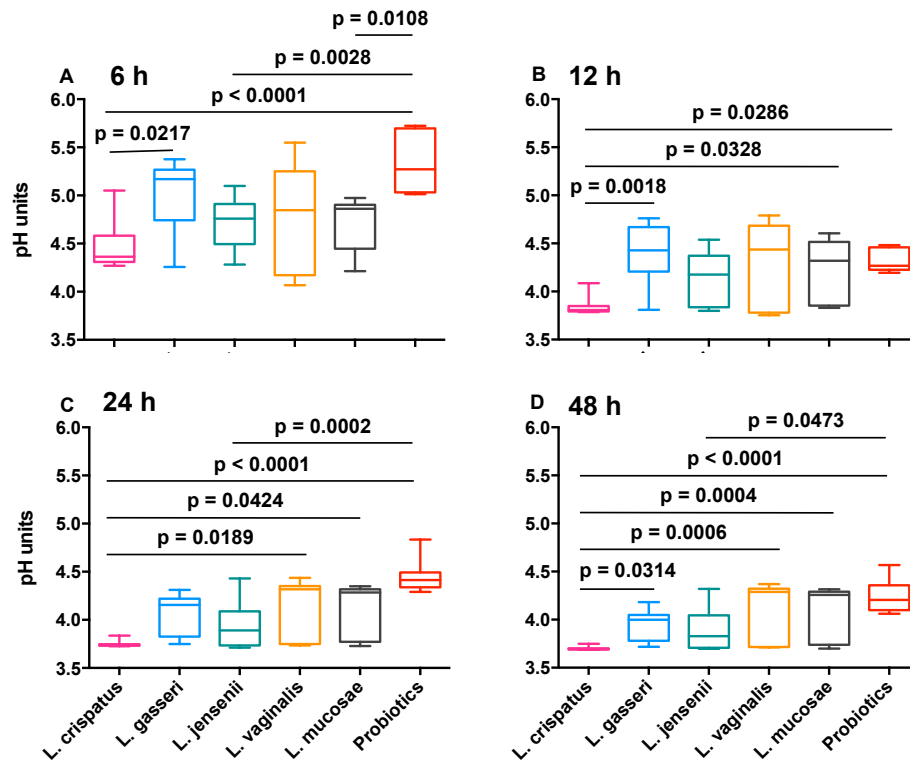 p = 0.0108
A 6 h
p = 0.0028
p < 0.0001
p = 0.0217
pH units
6.0
5.5
5.0
4.5
4.0
3.5
B 12 h
p = 0.0286
p = 0.0328
p = 0.0018
6.0
5.5
5.0
4.5
4.0
3.5
C 24 h
p = 0.0002
p < 0.0001
p = 0.0424
p = 0.0189
pH units
6.0
5.5
5.0
4.5
4.0
3.5
L. crispatus
L. gasseri
L. jensenii
L. vaginalis
L. mucosae
Probiotics
D 48 h
p = 0.0473
p < 0.0001
p = 0.0004
p = 0.0006
p = 0.0314
6.0
5.5
5.0
4.5
4.0
3.5
L. crispatus
L. gasseri
L. jensenii
L. vaginalis
L. mucosae
Probiotics